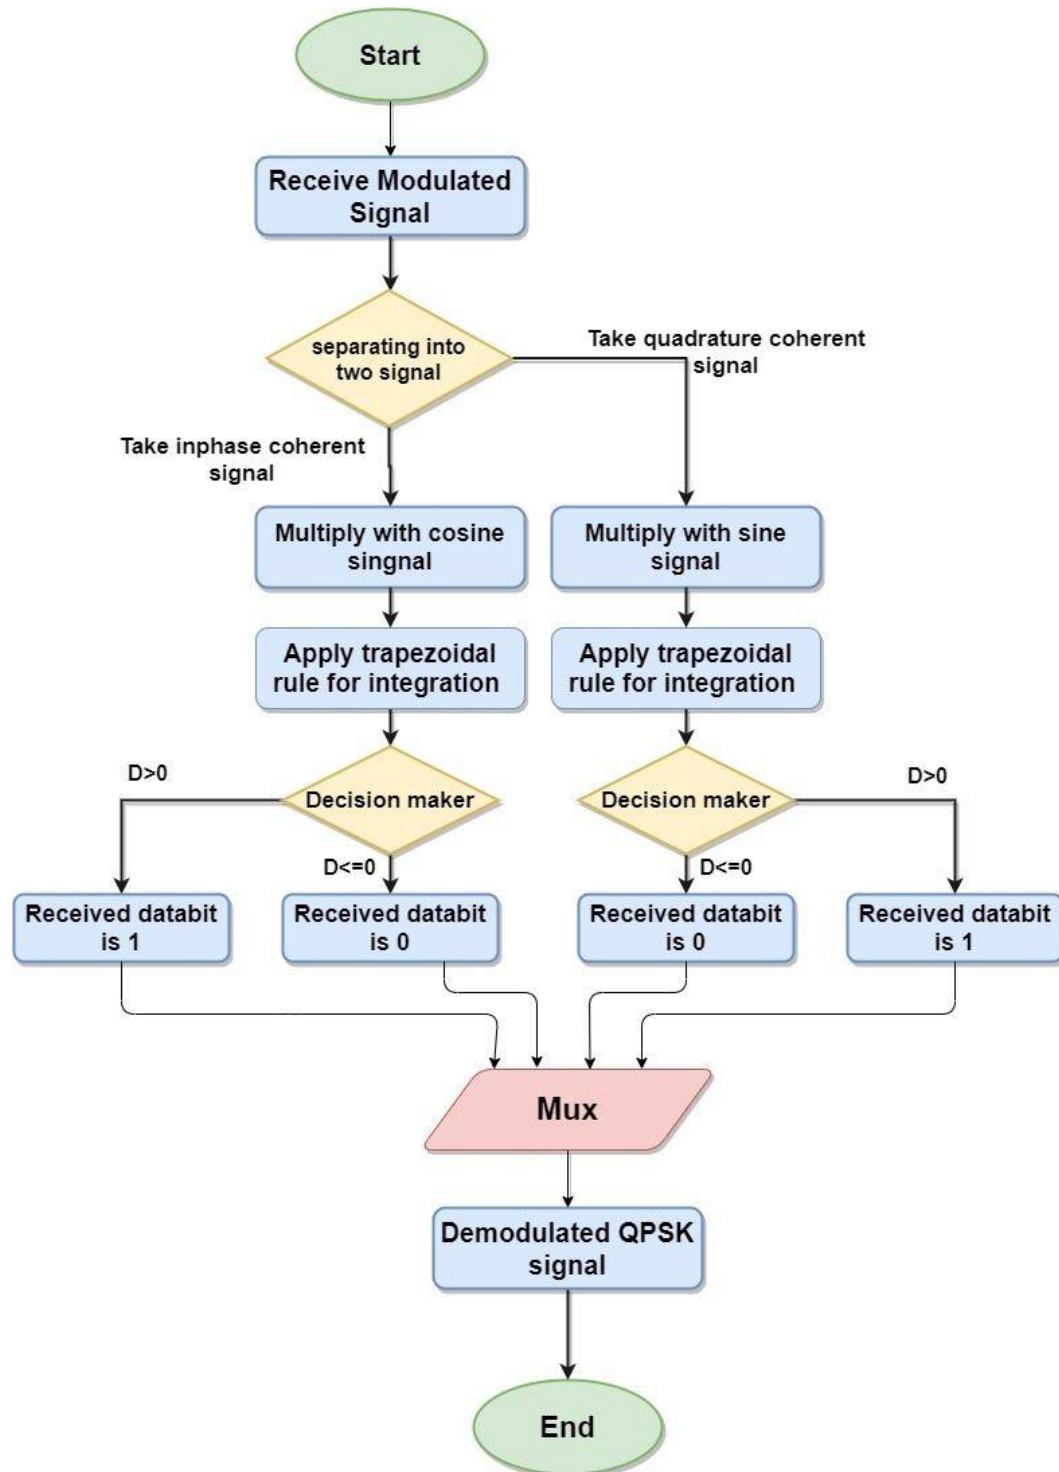 Start
Receive Modulated
Signal
separating into
two signal
Take quadrature coherent
signal
Take inphase coherent
signal
Multiply with cosine
singnal
Multiply with sine
signal
Apply trapezoidal
rule for integration
Apply trapezoidal
rule for integration
D>0
Decision maker
D<=0
Decision maker
D>0
D<=0
Received databit
is 1
Received databit
is 0
Received databit
is 0
Received databit
is 1
Mux
Demodulated QPSK
signal
End